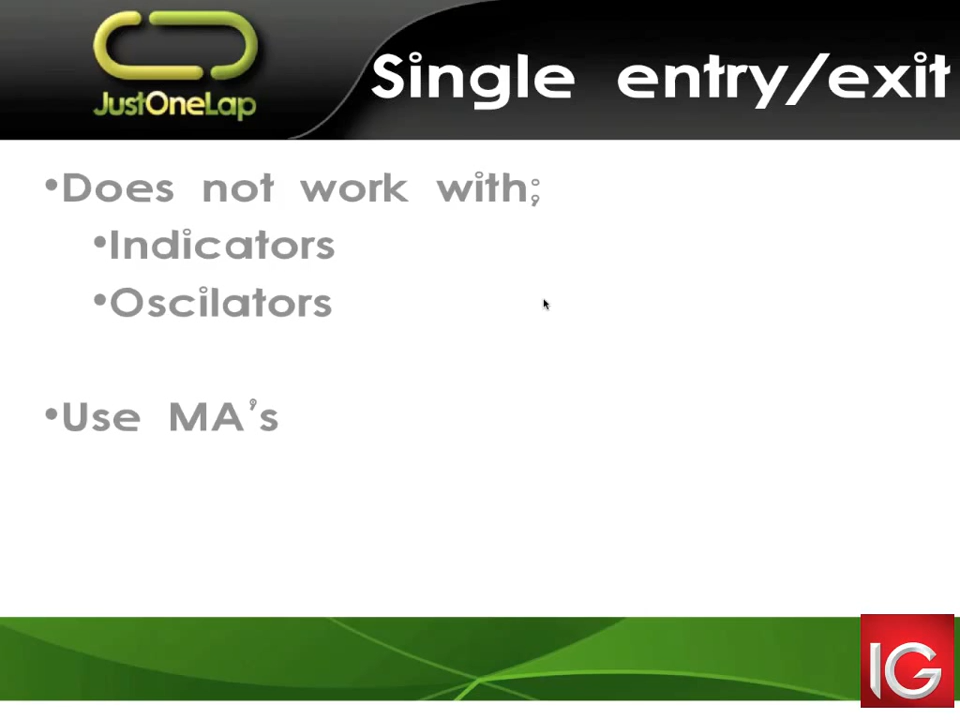 JustOneLap
Single entry/exit
•Does not work with;
•Indicators
•Oscilators
•Use MA's
IG